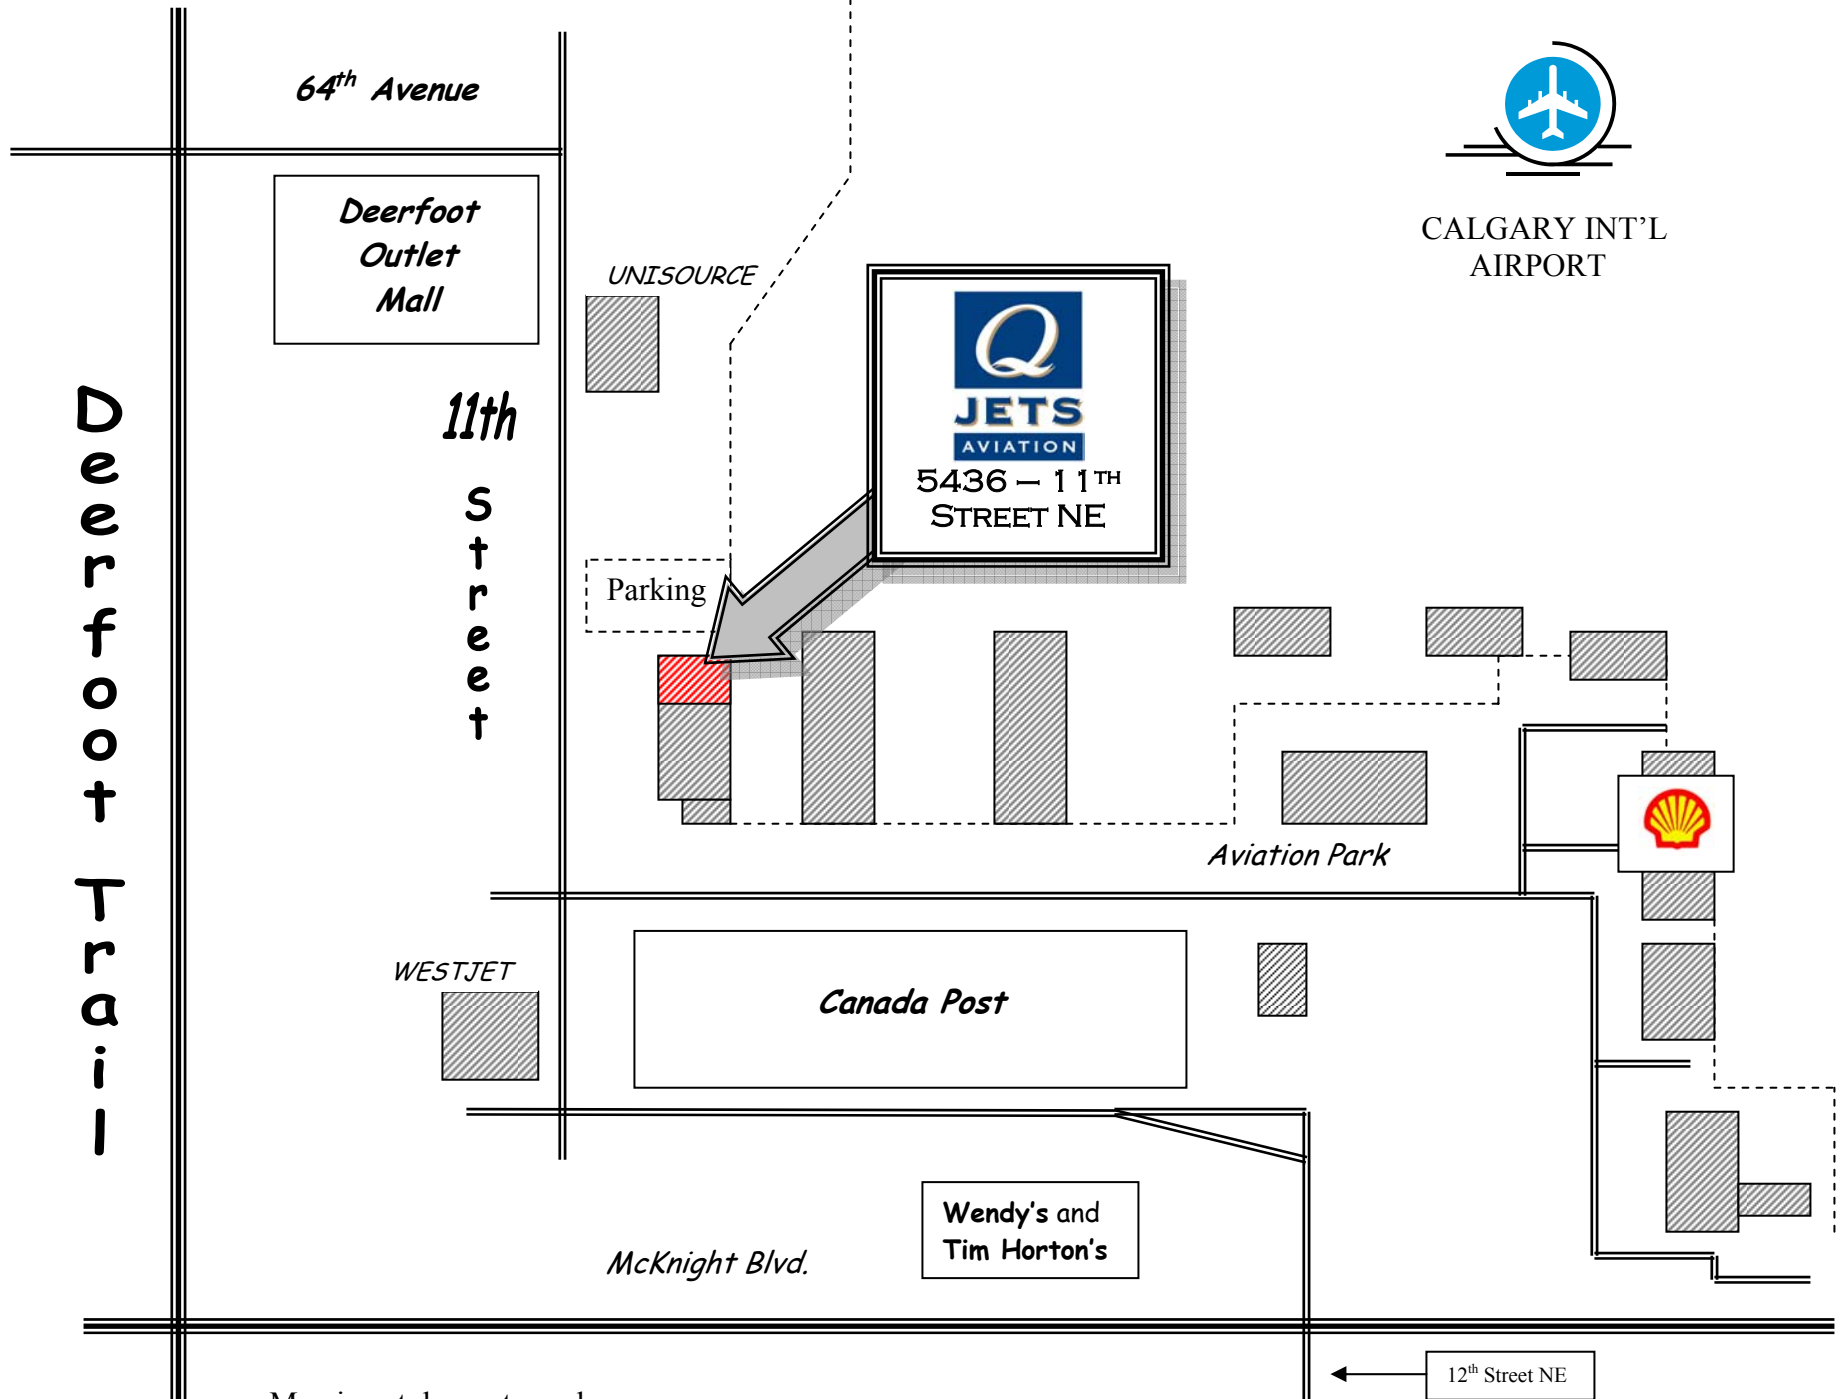 64th Avenue
CALGARY INT'L
AIRPORT
Deerfoot
Outlet
Mall
UNISOURCE
Q
JETS
AVIATION
5436 – 11TH
STREET NE
Deerfoot Trail
11th
Street
Parking
Aviation Park
WESTJET
Canada Post
Wendy's and
Tim Horton's
McKnight Blvd.
12th Street NE